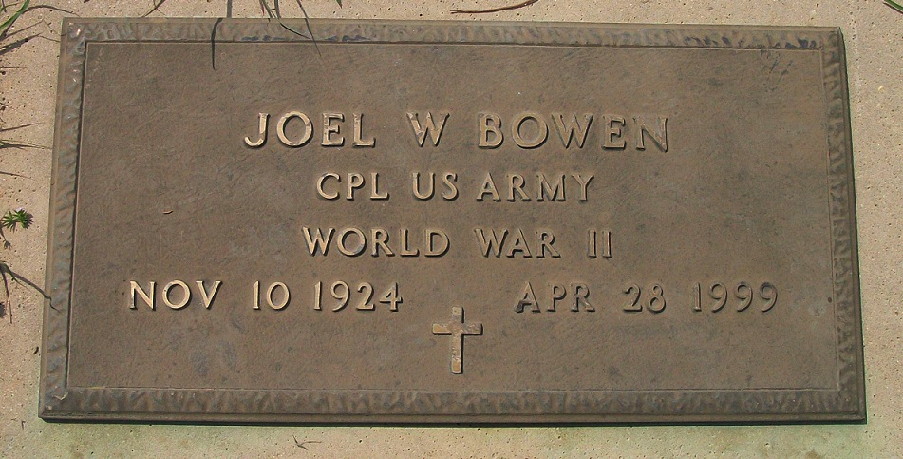 JOEL W BOWEN
CPL US ARMY
WORLD WAR II
NOV 10 1924 APR 28 1999